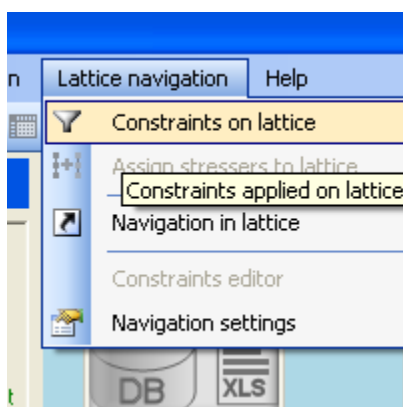 n Lattice navigation Help
Constraints on lattice
Assign stressers to lattice
Constraints applied on lattice
Navigation in lattice
Constraints editor
Navigation settings
DB XLS
t